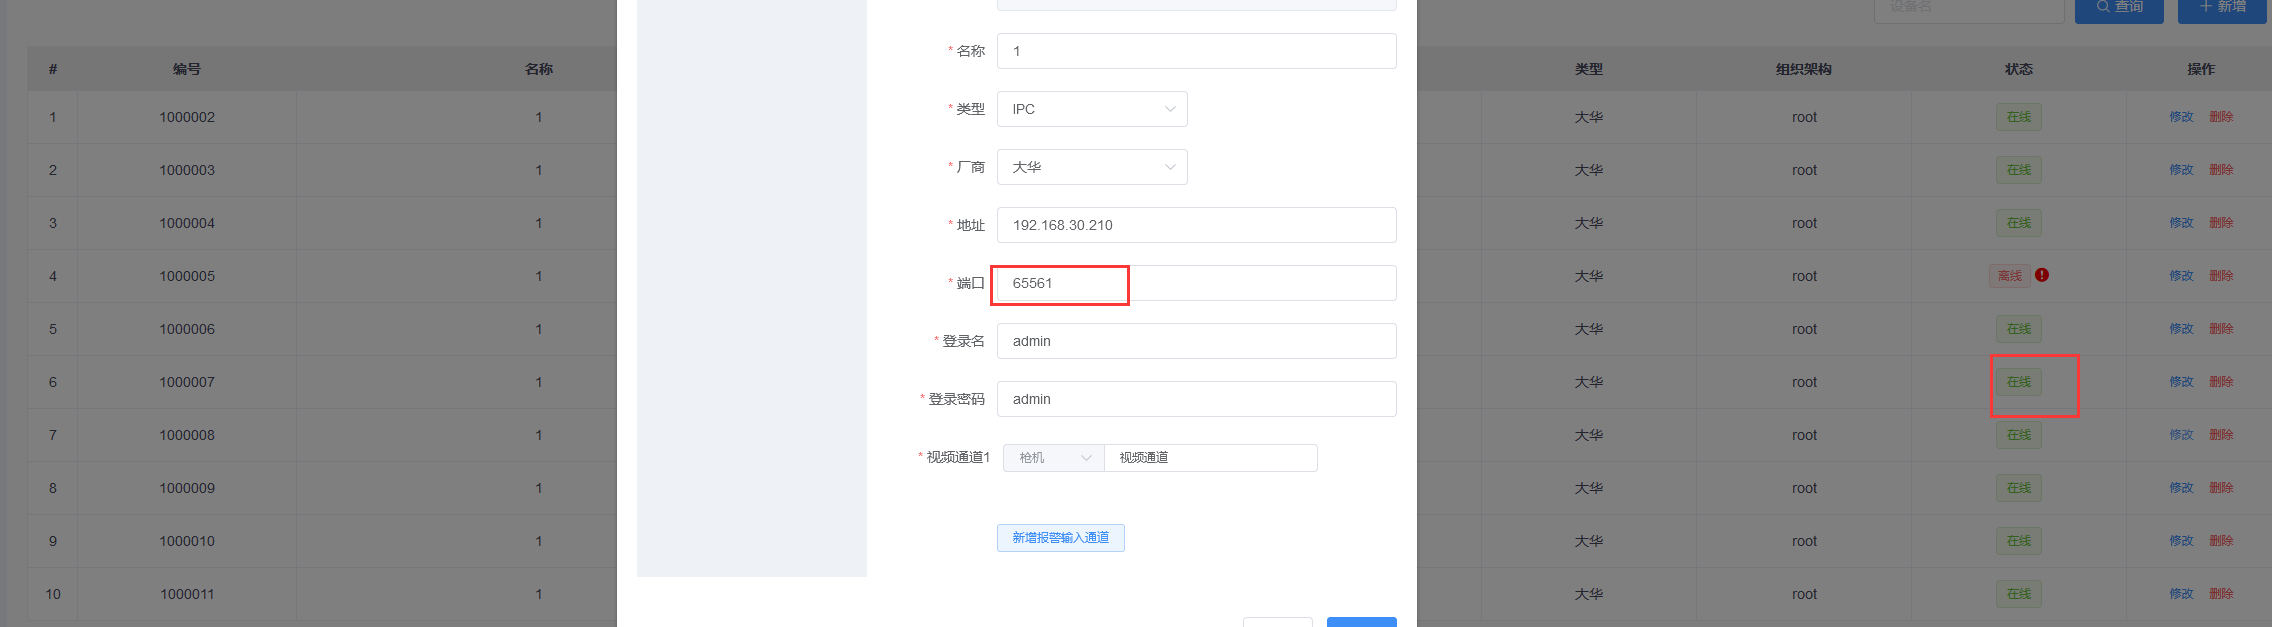 设备名 查询 新增
# 编号 名称 类型 组织架构 状态 操作
1 1000002 1 大华 root 在线 修改 删除
2 1000003 1 大华 root 在线 修改 删除
3 1000004 1 大华 root 在线 修改 删除
4 1000005 1 大华 root 离线 修改 删除
5 1000006 1 大华 root 在线 修改 删除
6 1000007 1 大华 root 在线 修改 删除
7 1000008 1 大华 root 在线 修改 删除
8 1000009 1 大华 root 在线 修改 删除
9 1000010 1 大华 root 在线 修改 删除
10 1000011 1 大华 root 在线 修改 删除
* 名称 1
* 类型 IPC
* 厂商 大华
* 地址 192.168.30.210
* 端口 65561
* 登录名 admin
* 登录密码 admin
* 视频通道1 枪机 视频通道
新增报警输入通道